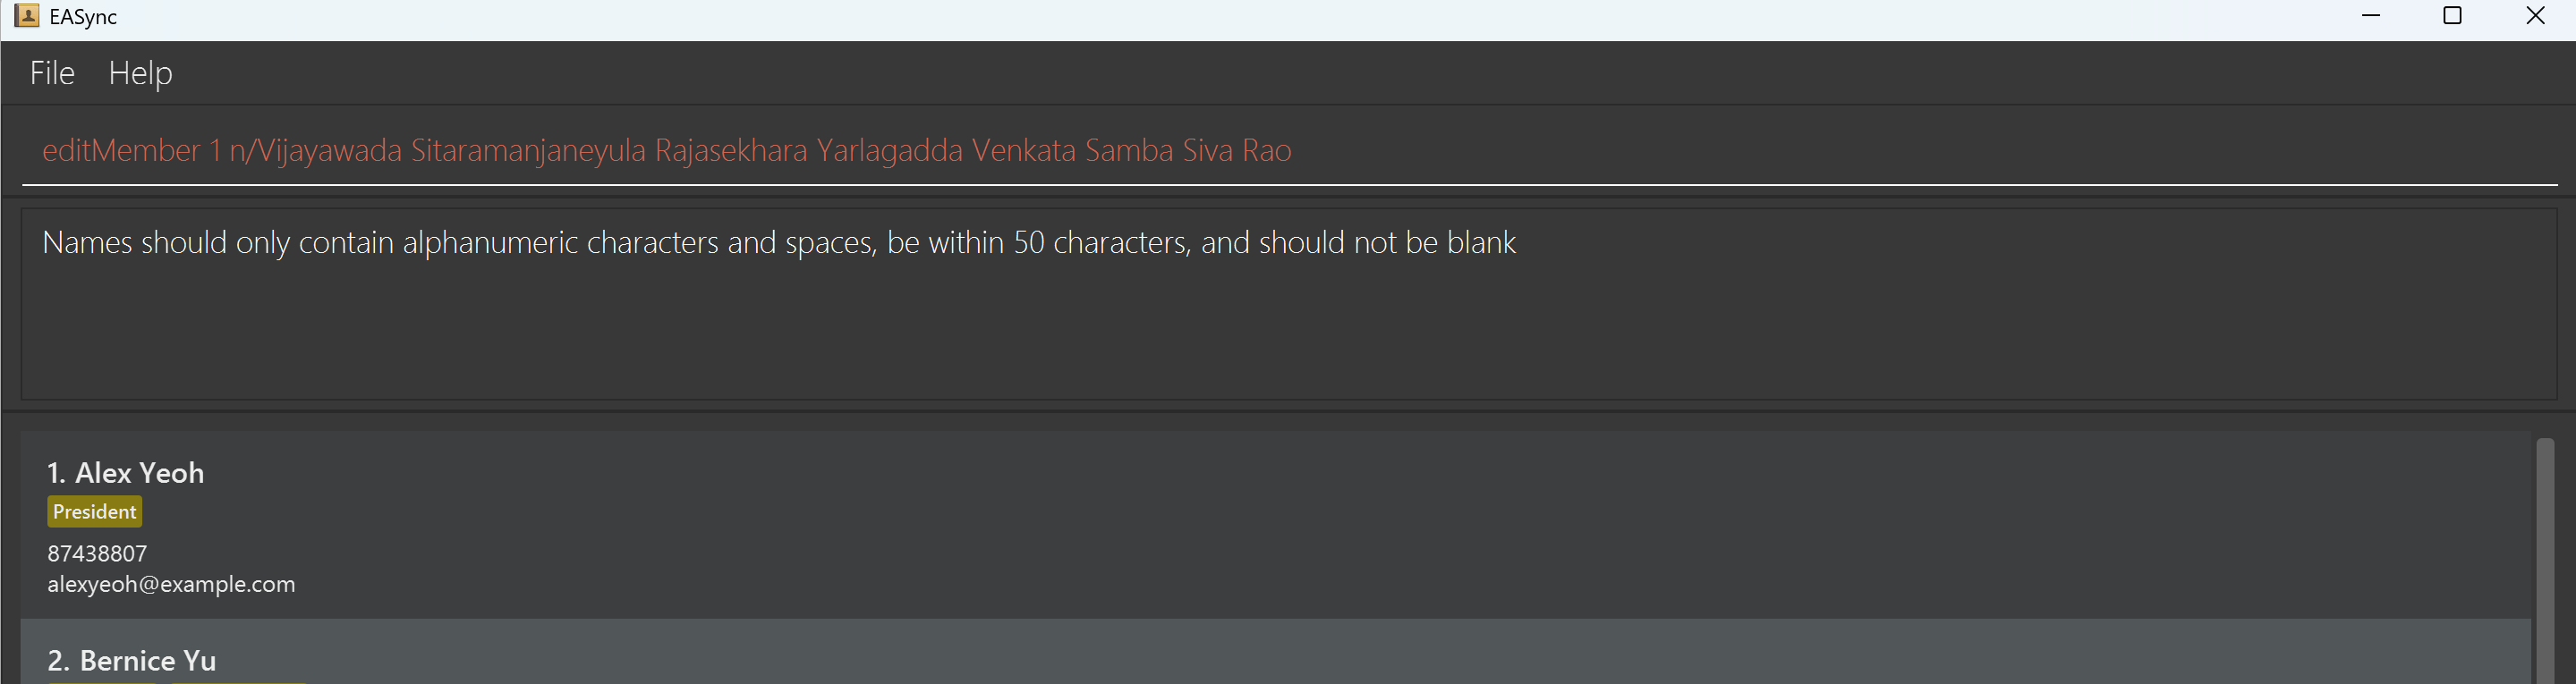 EASync
File Help
editMember 1 n/Vijayawada Sitaramanjaneyula Rajasekhara Yarlagadda Venkata Samba Siva Rao
Names should only contain alphanumeric characters and spaces, be within 50 characters, and should not be blank
1. Alex Yeoh
President
87438807
alexyeoh@example.com
2. Bernice Yu